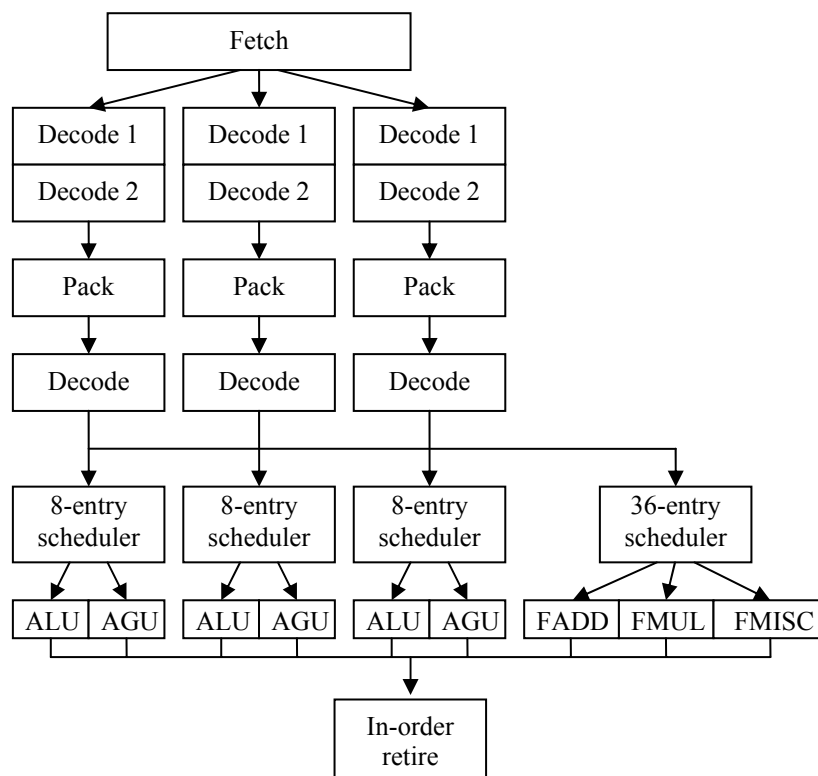 Fetch
Decode 1
Decode 1
Decode 1
Decode 2
Decode 2
Decode 2
Pack
Pack
Pack
Decode
Decode
Decode
8-entry
scheduler
8-entry
scheduler
8-entry
scheduler
36-entry
scheduler
ALU
AGU
ALU
AGU
ALU
AGU
FADD
FMUL
FMISC
In-order
retire